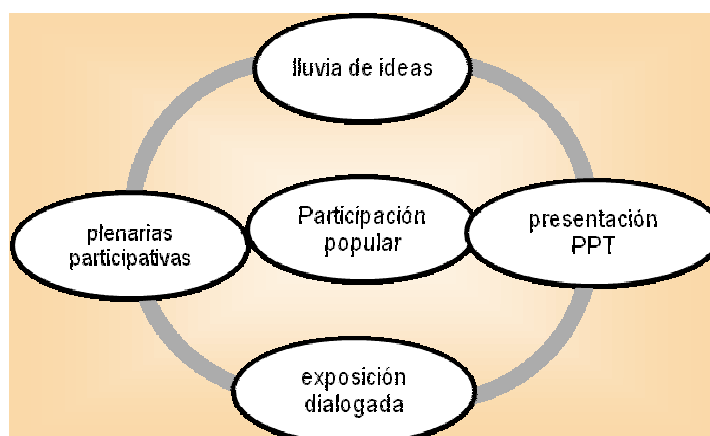 lluvia de ideas
plenarias
participativas
Participación
popular
presentación
PPT
exposición
dialogada